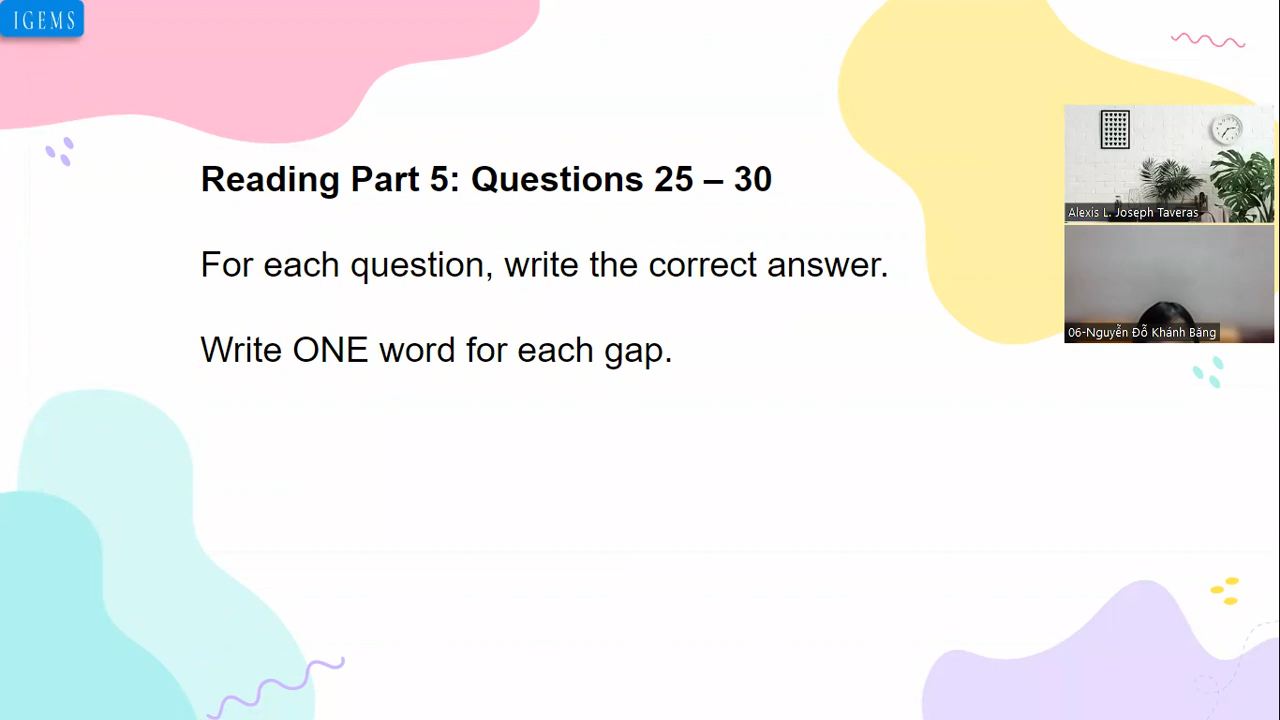 IGEMS
Reading Part 5: Questions 25 – 30
For each question, write the correct answer.
Write ONE word for each gap.
Alexis L. Joseph Taveras
06-Nguyễn Đỗ Khánh Băng